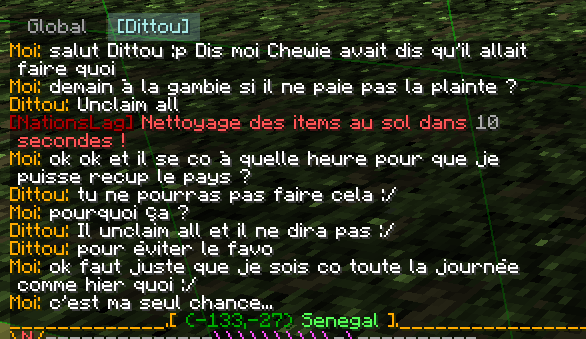 Global [Dittou]
Moi: salut Dittou :p Dis moi Chewie avait dis qu'il allait
faire quoi
Moi: demain à la gambie si il ne paie pas la plainte ?
Dittou: Unclaim all
[NationsLag] Nettoyage des items au sol dans 10
secondes !
Moi: ok ok et il se co à quelle heure pour que je
puisse recup le pays ?
Dittou: tu ne pourras pas faire cela :/
Moi: pourquoi ça ?
Dittou: Il unclaim all et il ne dira pas :/
Dittou: pour éviter le favo
Moi: ok faut juste que je sois co toute la journée
comme hier quoi :/
Moi: c'est ma seul chance...
_____________.[ (-133,-27) Senegal ]._______________